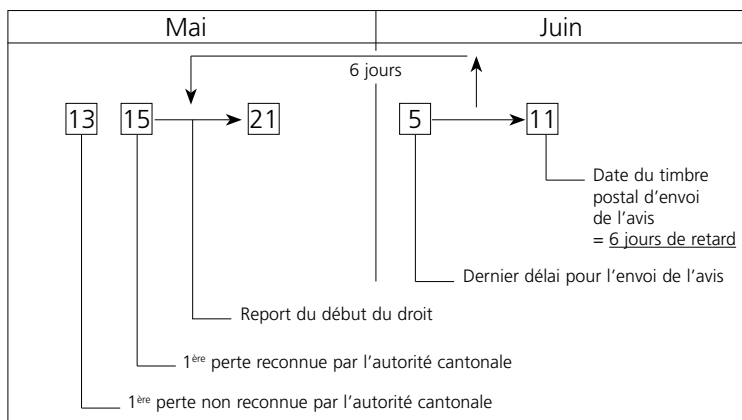 Mai Juin
6 jours
13 15 21 5 11
Date du timbre
postal d'envoi
de l'avis
= 6 jours de retard
Dernier délai pour l'envoi de l'avis
Report du début du droit
1ère perte reconnue par l'autorité cantonale
1ère perte non reconnue par l'autorité cantonale